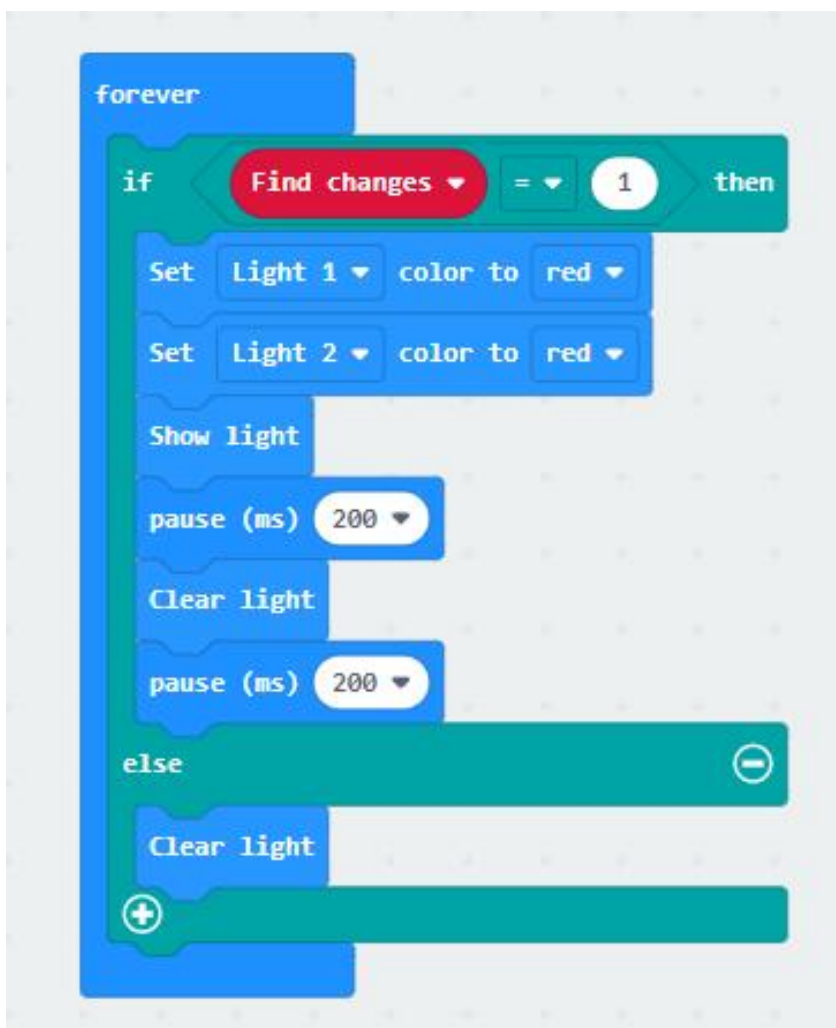 forever
if Find changes = 1 then
Set Light 1 color to red
Set Light 2 color to red
Show light
pause (ms) 200
Clear light
pause (ms) 200
else
Clear light